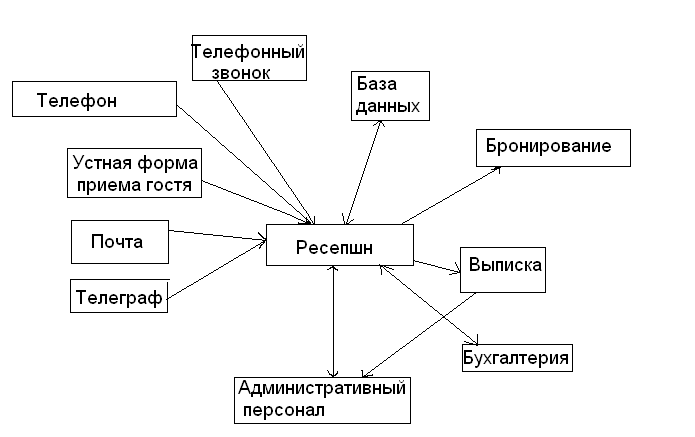 Телефонный
звонок
Телефон
База
данных
Бронирование
Устная форма
приема гостя
Почта
Ресепшн
Выписка
Телеграф
Бухгалтерия
Административный
персонал